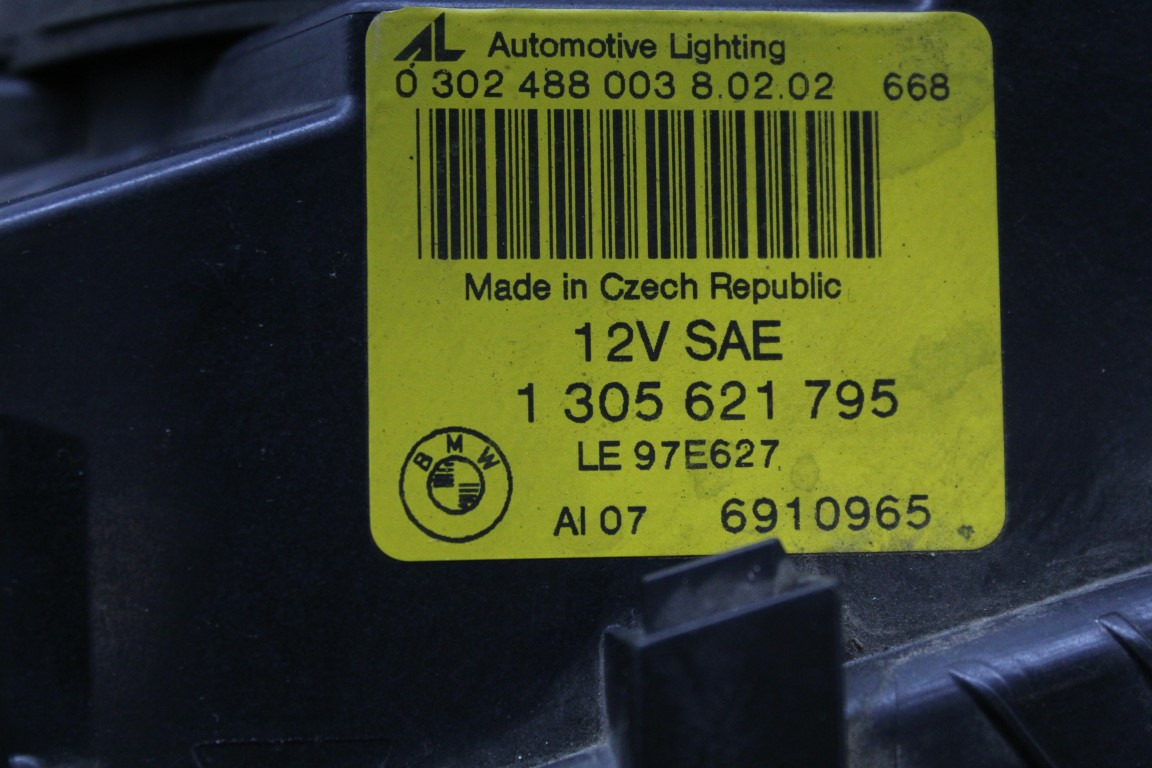 AL Automotive Lighting
0 302 488 003 8.02.02 668
Made in Czech Republic
12V SAE
1 305 621 795
LE 97E627
BMW
AI 07 6910965